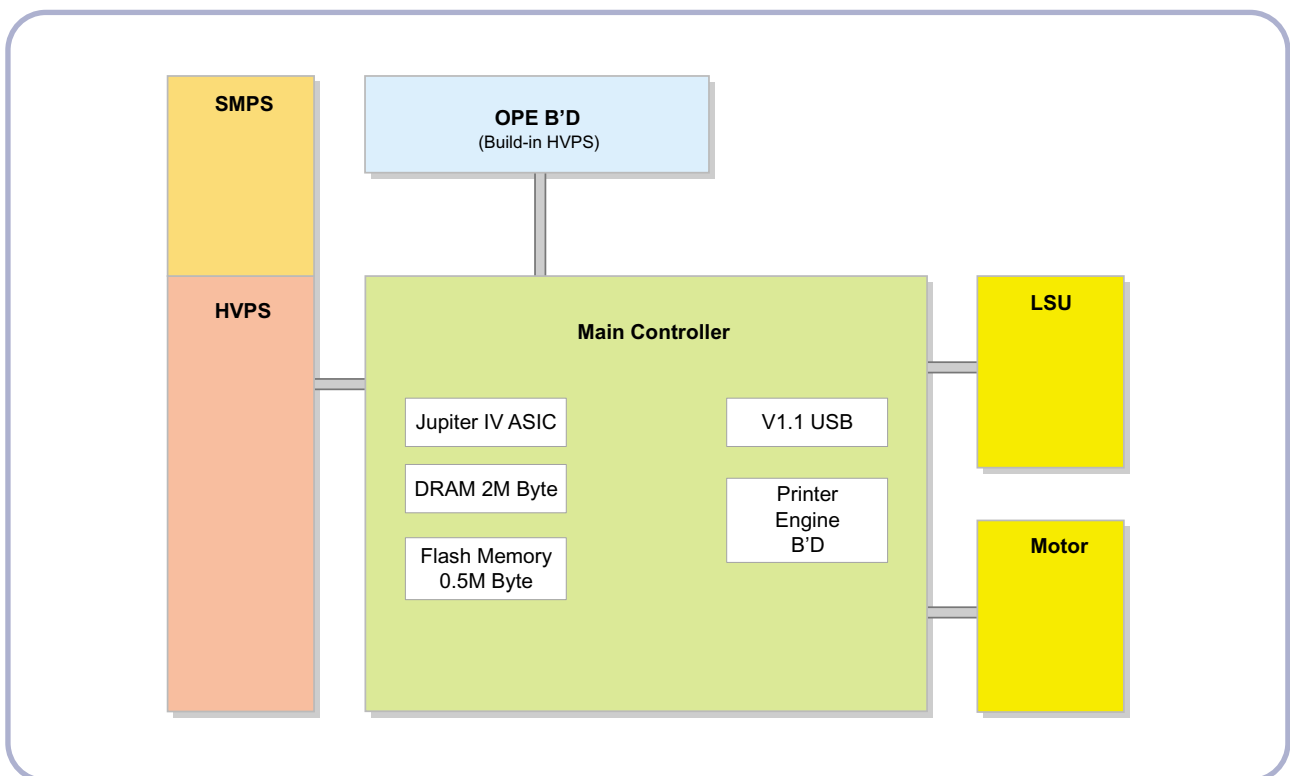 SMPS
OPE B’D
(Build-in HVPS)
HVPS
Main Controller
Jupiter IV ASIC
DRAM 2M Byte
Flash Memory
0.5M Byte
V1.1 USB
Printer
Engine
B’D
LSU
Motor